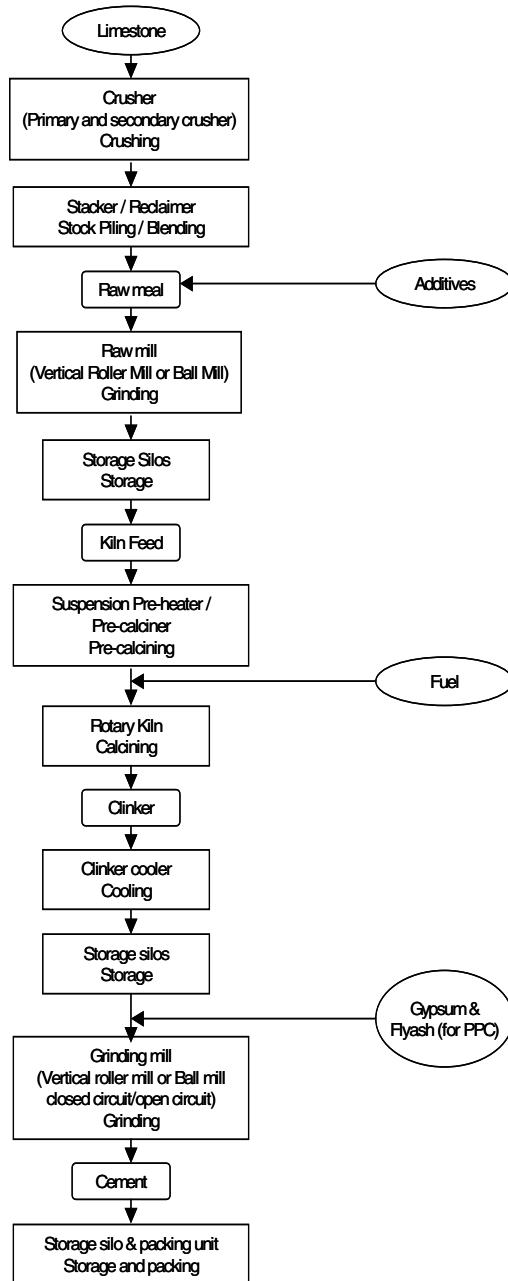 Limestone
Crusher
(Primary and secondary crusher)
Crushing
Stacker / Reclaimer
Stock Piling / Blending
Raw meal
Additives
Raw mill
(Vertical Roller Mill or Ball Mill)
Grinding
Storage Silos
Storage
Kiln Feed
Suspension Pre-heater /
Pre-calciner
Pre-calcining
Fuel
Rotary Kiln
Calcining
Clinker
Clinker cooler
Cooling
Storage silos
Storage
Gypsum &
Flyash (for PPC)
Grinding mill
(Vertical roller mill or Ball mill
closed circuit/open circuit)
Grinding
Cement
Storage silo & packing unit
Storage and packing